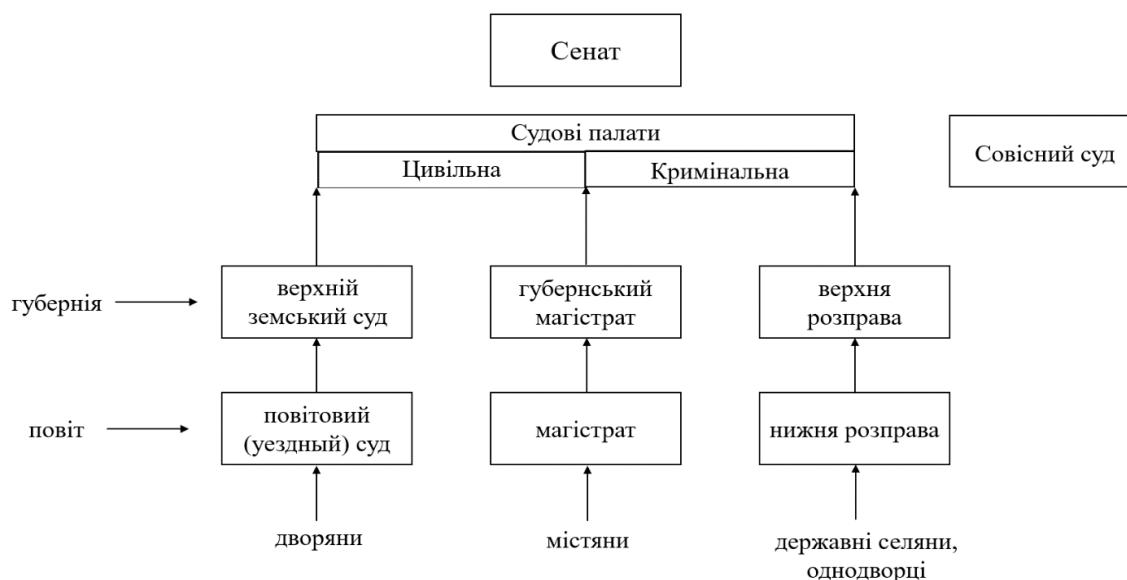 Сенат
Судові палати
Совісний суд
Цивільна
Кримінальна
губернія
верхній
земський суд
губернський
магістрат
верхня
розправа
повіт
повітовий
(уездный) суд
магістрат
нижня розправа
дворяни
містяни
державні селяни,
однодворці